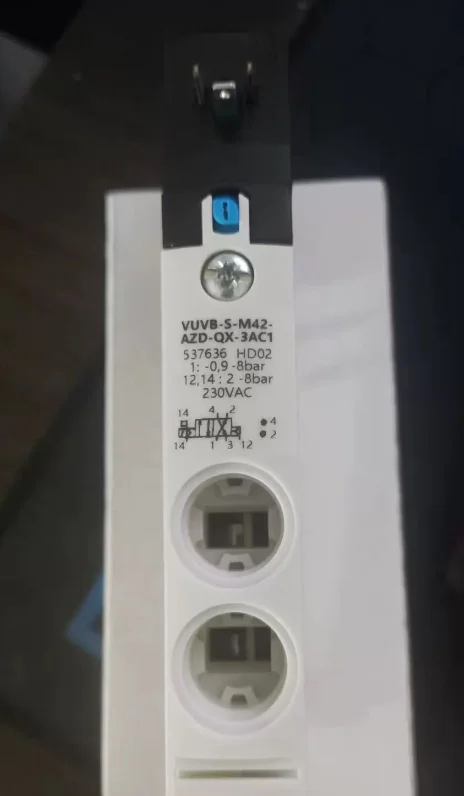 VUVB-S-M42-
AZD-QX-3AC1
537636 HD02
1: -0,9 -8bar
12,14 : 2 -8bar
230VAC
14 4 2
4
2
14 1 3 12